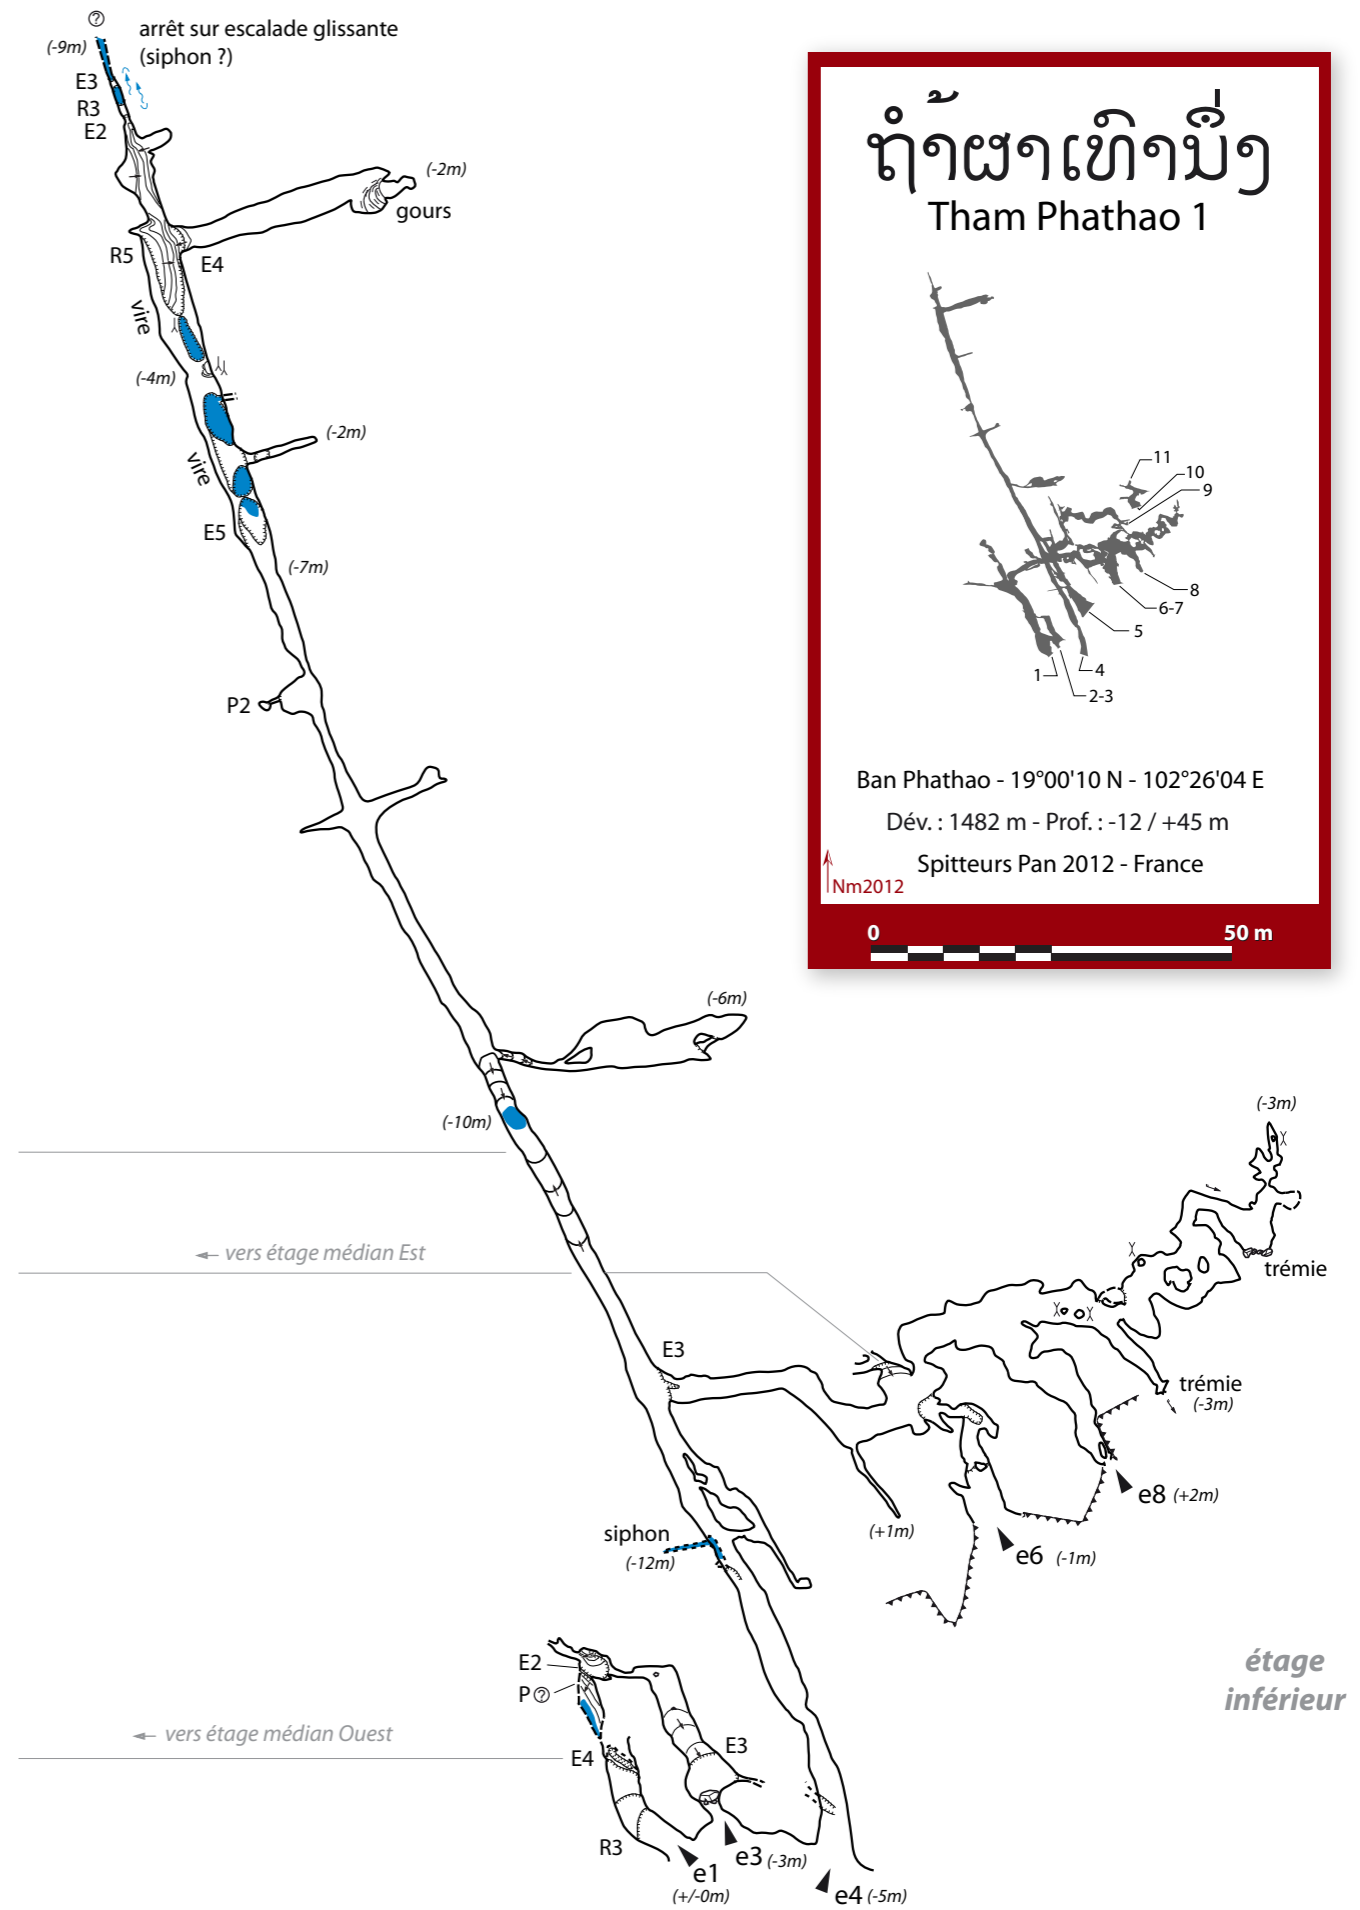 ?
arrêt sur escalade glissante
(siphon ?)
(-9m)
E3
R3
E2
(-2m)
gours
R5
E4
vire
(-4m)
(-2m)
vire
E5
(-7m)
P2
(-6m)
(-10m)
ຖ້ຳຜາເທົານຶ່ງ
Tham Phathao 1
11
10
9
8
6-7
5
4
1
2-3
Ban Phathao - 19°00'10 N - 102°26'04 E
Dév. : 1482 m - Prof. : -12 / +45 m
Spitteurs Pan 2012 - France
Nm2012
0
50 m
(-3m)
← vers étage médian Est
trémie
E3
trémie
(-3m)
e8 (+2m)
(+1m)
e6 (-1m)
siphon
(-12m)
étage
inférieur
E2
P ?
← vers étage médian Ouest
E4
E3
R3
e3 (-3m)
e1
(+/-0m)
e4 (-5m)